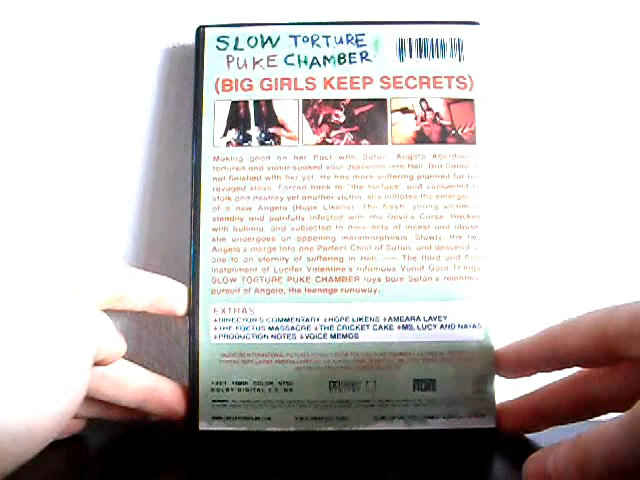 SLOW TORTURE
PUKE CHAMBER
(BIG GIRLS KEEP SECRETS)
Making good on her Pact with Satan, Angela Aberdeen
tortured and vomit-soaked soul descends into Hell. But Satan's
not finished with her yet. He has more suffering planned for his
ravaged slave. Forced back to "the surface" and compelled to
stalk and destroy yet another victim, she initiates the emergence
of a new Angela (Hope Likens). The fresh, young victim
steadily and painfully infected with the Devil's Curse. Racked
with bulimia, and subjected to dark acts of incest and abuse
she undergoes an appalling metamorphosis. Slowly, the two
Angela's merge into one Perfect Child of Satan, and descend as
one to an eternity of suffering in Hell. The third and final
installment of Lucifer Valentine's infamous Vomit Gore Trilogy
SLOW TORTURE PUKE CHAMBER lays bare Satan's relentless
pursuit of Angela, the teenage runaway.
EXTRAS
+DIRECTOR'S COMMENTARY +HOPE LIKENS +AMEARA LAVEY
+THE FOETUS MASSACRE +THE CRICKET CAKE +MS. LUCY AND NAYAS
+PRODUCTION NOTES +VOICE MEMOS
COLOR NTSC
DOLBY DIGITAL